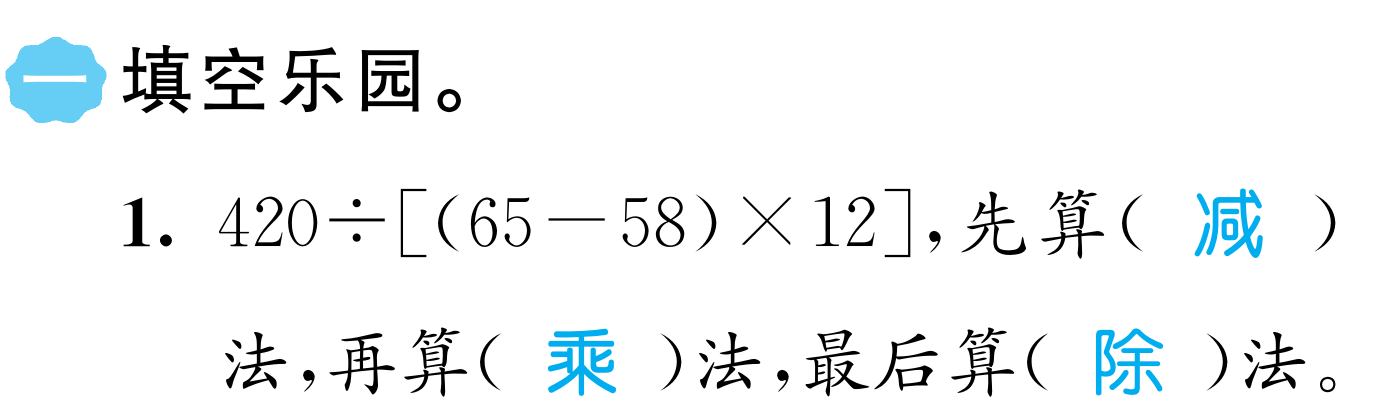 一 填空乐园。
1. 420÷[(65－58)×12],先算( 减 )
法,再算( 乘 )法,最后算( 除 )法。